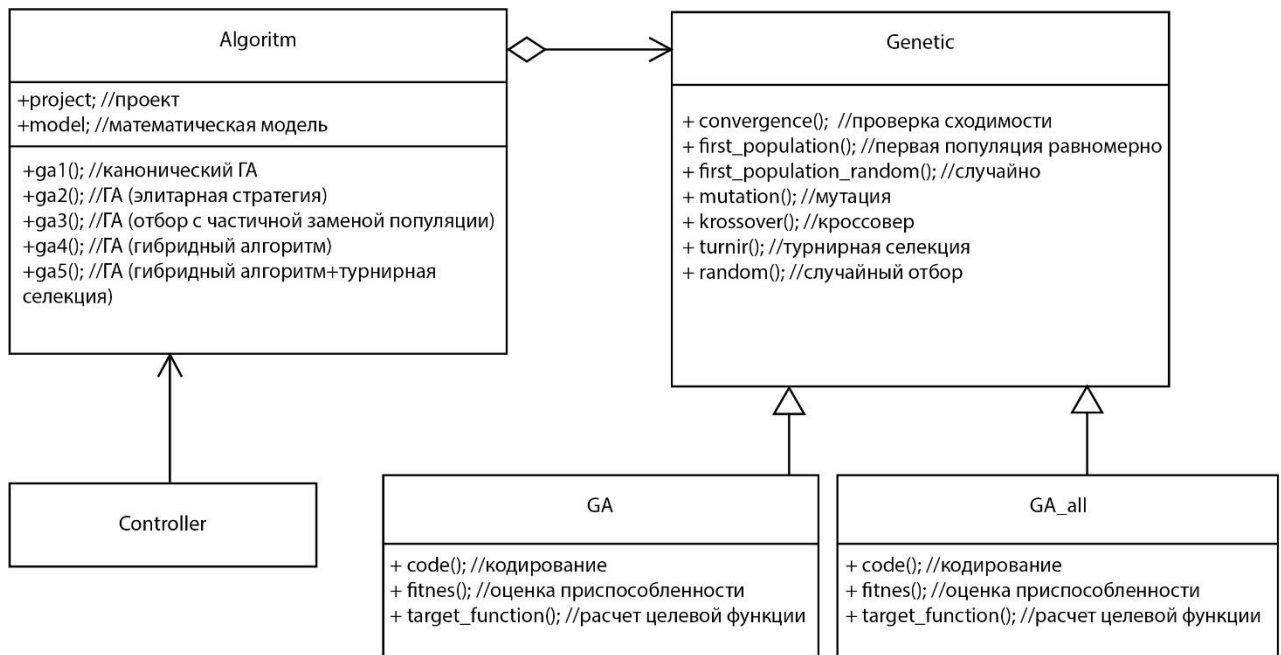 Algoritm
+project; //проект
+model; //математическая модель
+ga1(); //канонический ГА
+ga2(); //ГА (элитарная стратегия)
+ga3(); //ГА (отбор с частичной заменой популяции)
+ga4(); //ГА (гибридный алгоритм)
+ga5(); //ГА (гибридный алгоритм+турнирная
селекция)
Genetic
+ convergence(); //проверка сходимости
+ first_population(); //первая популяция равномерно
+ first_population_random(); //случайно
+ mutation(); //мутация
+ krossover(); //кроссовер
+ turnir(); //турнирная селекция
+ random(); //случайный отбор
Controller
GA
+ code(); //кодирование
+ fitnes(); //оценка приспособленности
+ target_function(); //расчет целевой функции
GA_all
+ code(); //кодирование
+ fitnes(); //оценка приспособленности
+ target_function(); //расчет целевой функции